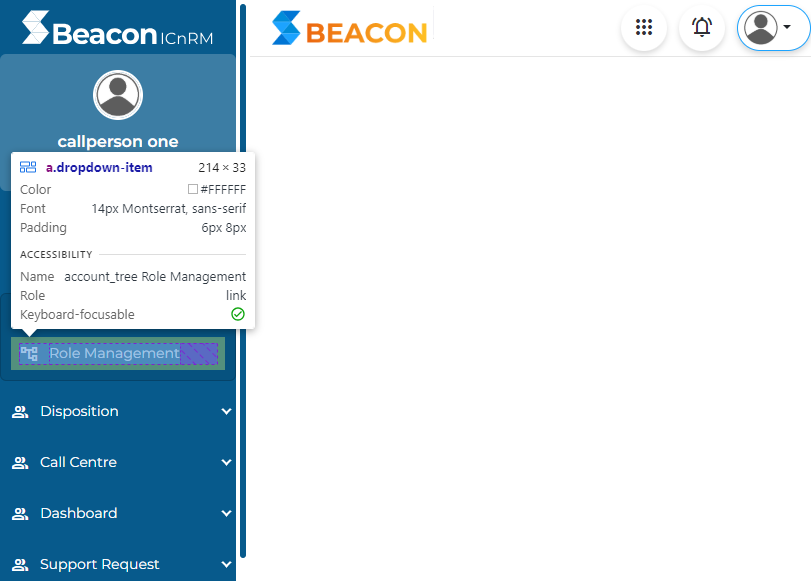 Beacon ICnRM
BEACON
callperson one
a.dropdown-item 214 × 33
Color #FFFFFF
Font 14px Montserrat, sans-serif
Padding 6px 8px
ACCESSIBILITY
Name account_tree Role Management
Role link
Keyboard-focusable
Role Management
Disposition
Call Centre
Dashboard
Support Request